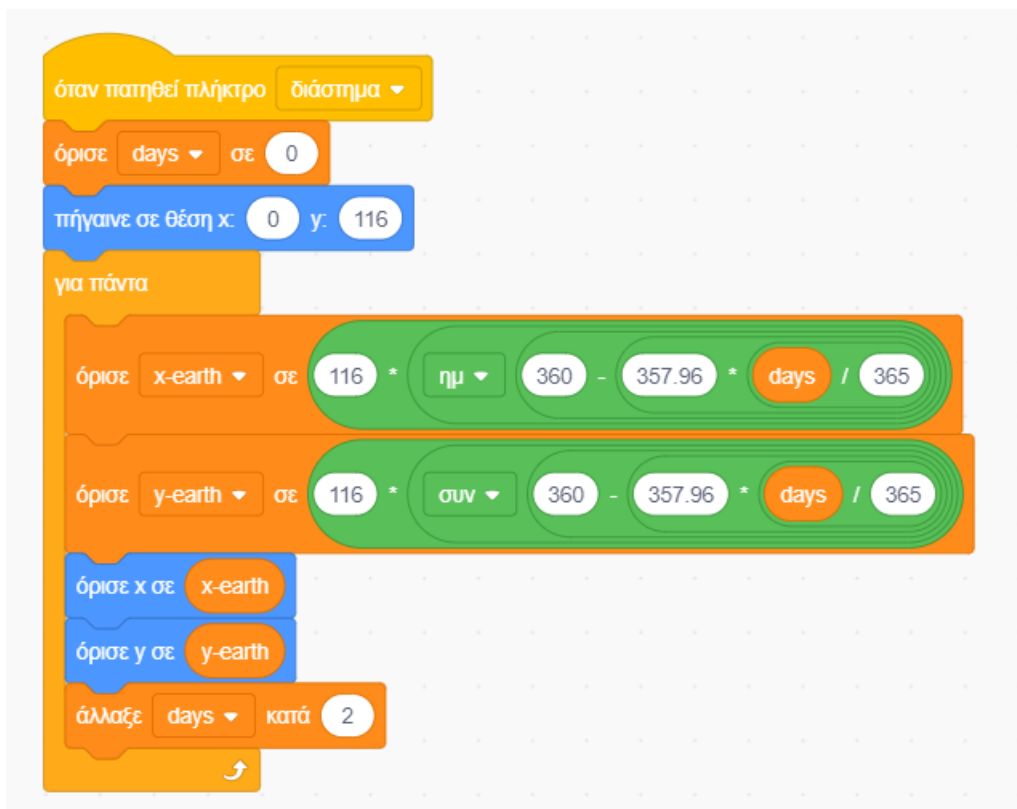 όταν πατηθεί πλήκτρο διάστημα
όρισε days σε 0
πήγαινε σε θέση x: 0 y: 116
για πάντα
όρισε x-earth σε 116 * ημ 360 - 357.96 * days / 365
όρισε y-earth σε 116 * συν 360 - 357.96 * days / 365
όρισε x σε x-earth
όρισε y σε y-earth
άλλαξε days κατά 2